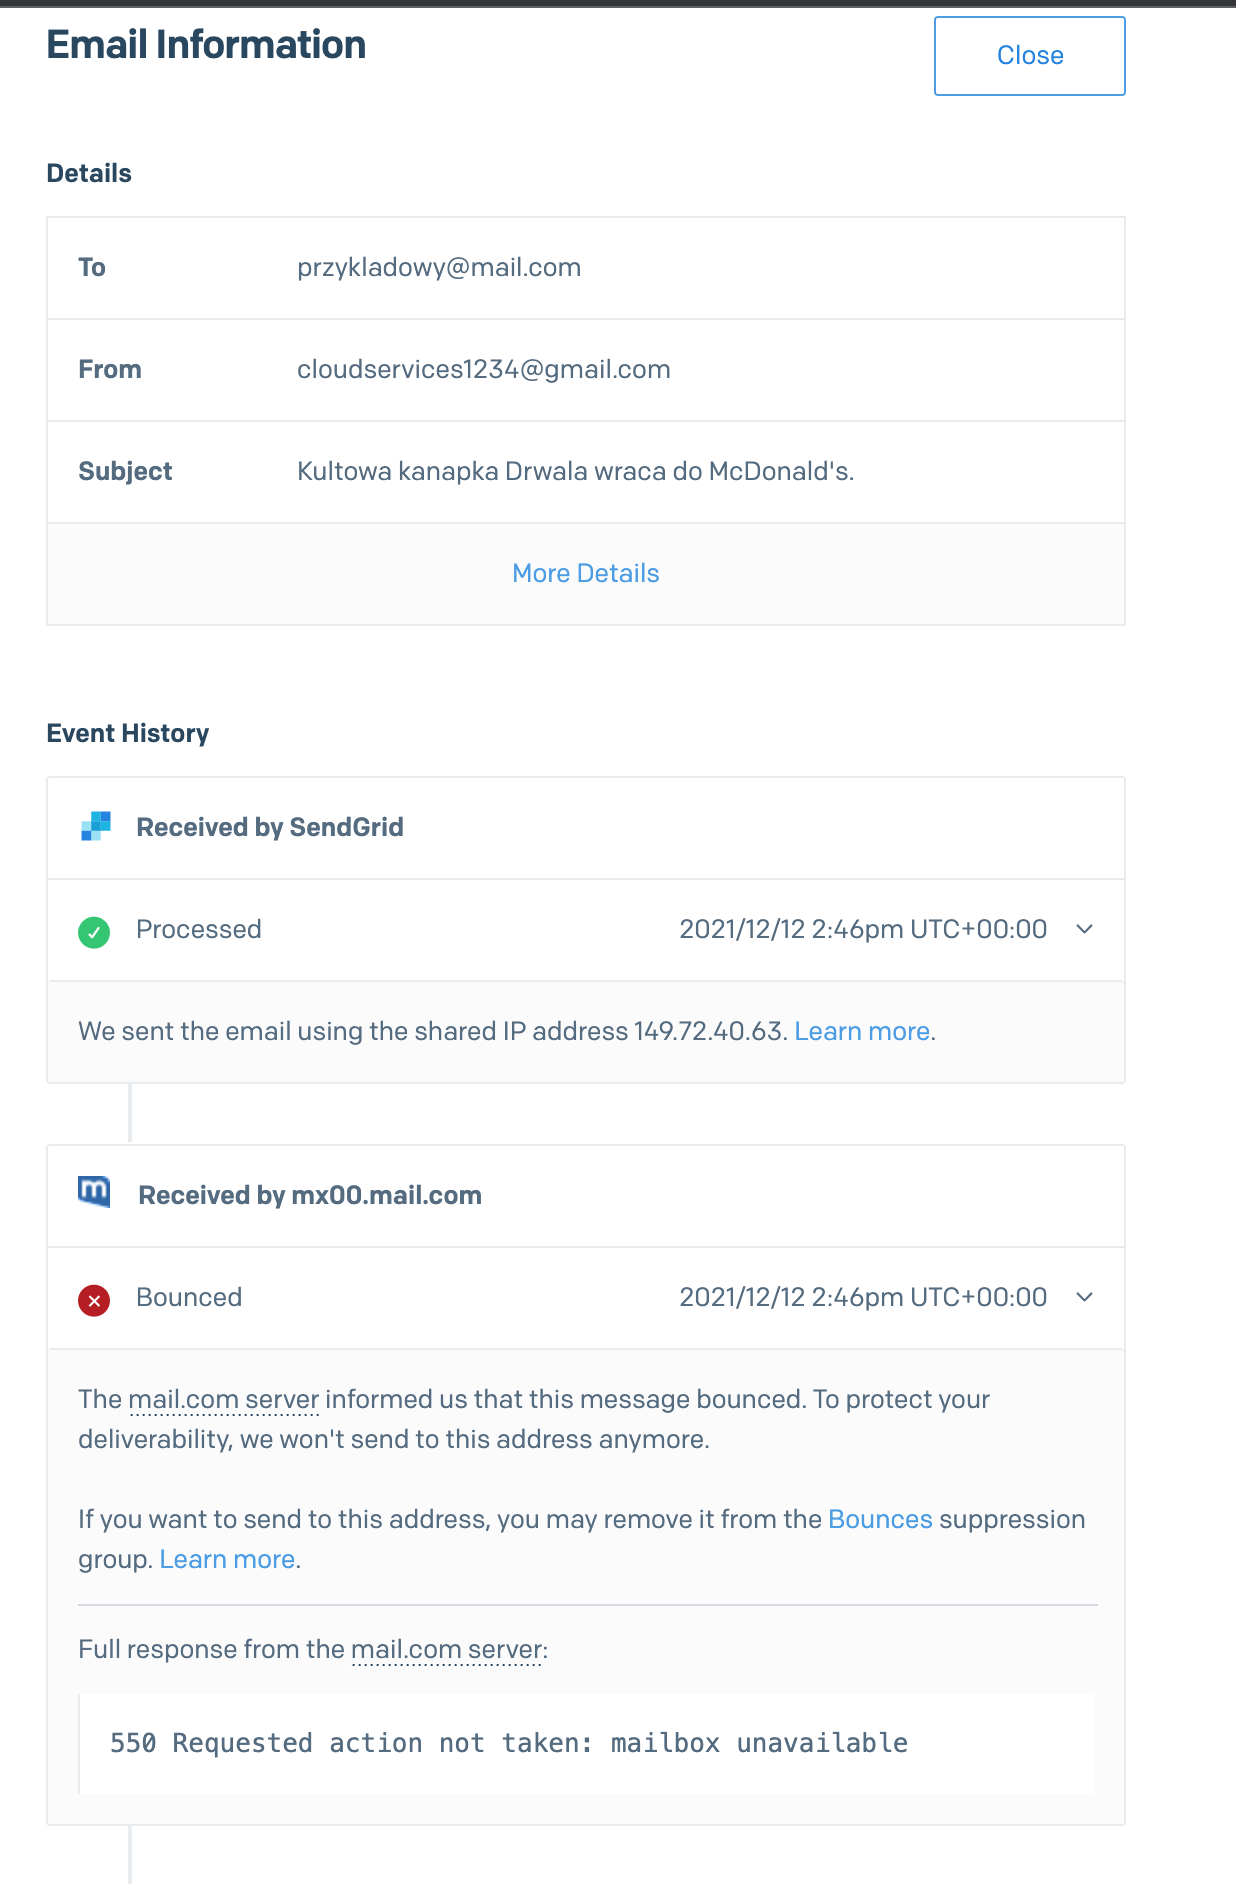 Email Information
Close
Details
To przykladowy@mail.com
From cloudservices1234@gmail.com
Subject Kultowa kanapka Drwala wraca do McDonald's.
More Details
Event History
Received by SendGrid
Processed 2021/12/12 2:46pm UTC+00:00
We sent the email using the shared IP address 149.72.40.63. Learn more.
m
Received by mx00.mail.com
Bounced 2021/12/12 2:46pm UTC+00:00
The mail.com server informed us that this message bounced. To protect your
deliverability, we won't send to this address anymore.
If you want to send to this address, you may remove it from the Bounces suppression
group. Learn more.
Full response from the mail.com server:
550 Requested action not taken: mailbox unavailable